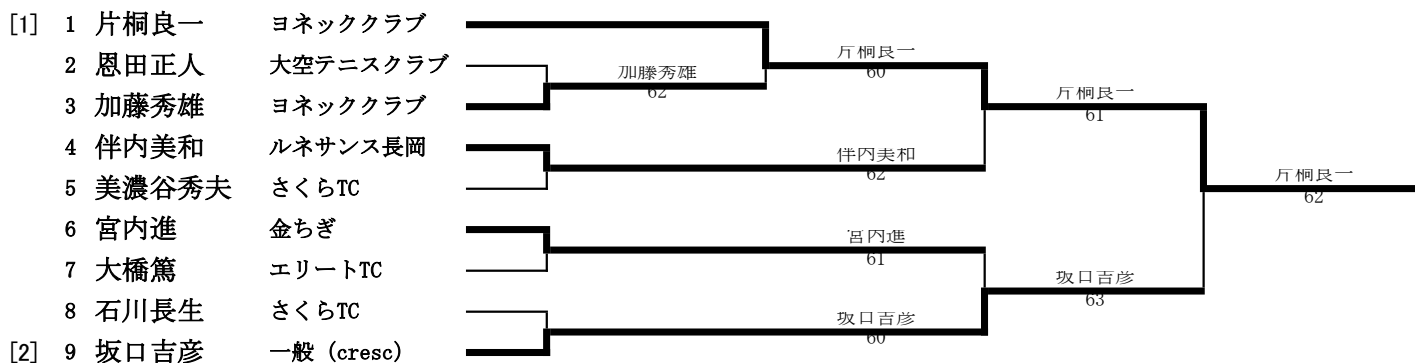 [1] 1 片桐良一 ヨネッククラブ
片桐良一
2 恩田正人 大空テニスクラブ
加藤秀雄
60
62
片桐良一
3 加藤秀雄 ヨネッククラブ
61
4 伴内美和 ルネサンス長岡
伴内美和
62
片桐良一
5 美濃谷秀夫 さくらTC
62
6 宮内進 金ちぎ
宮内進
61
7 大橋篤 エリートTC
坂口吉彦
63
8 石川長生 さくらTC
坂口吉彦
60
[2] 9 坂口吉彦 一般（cresc）